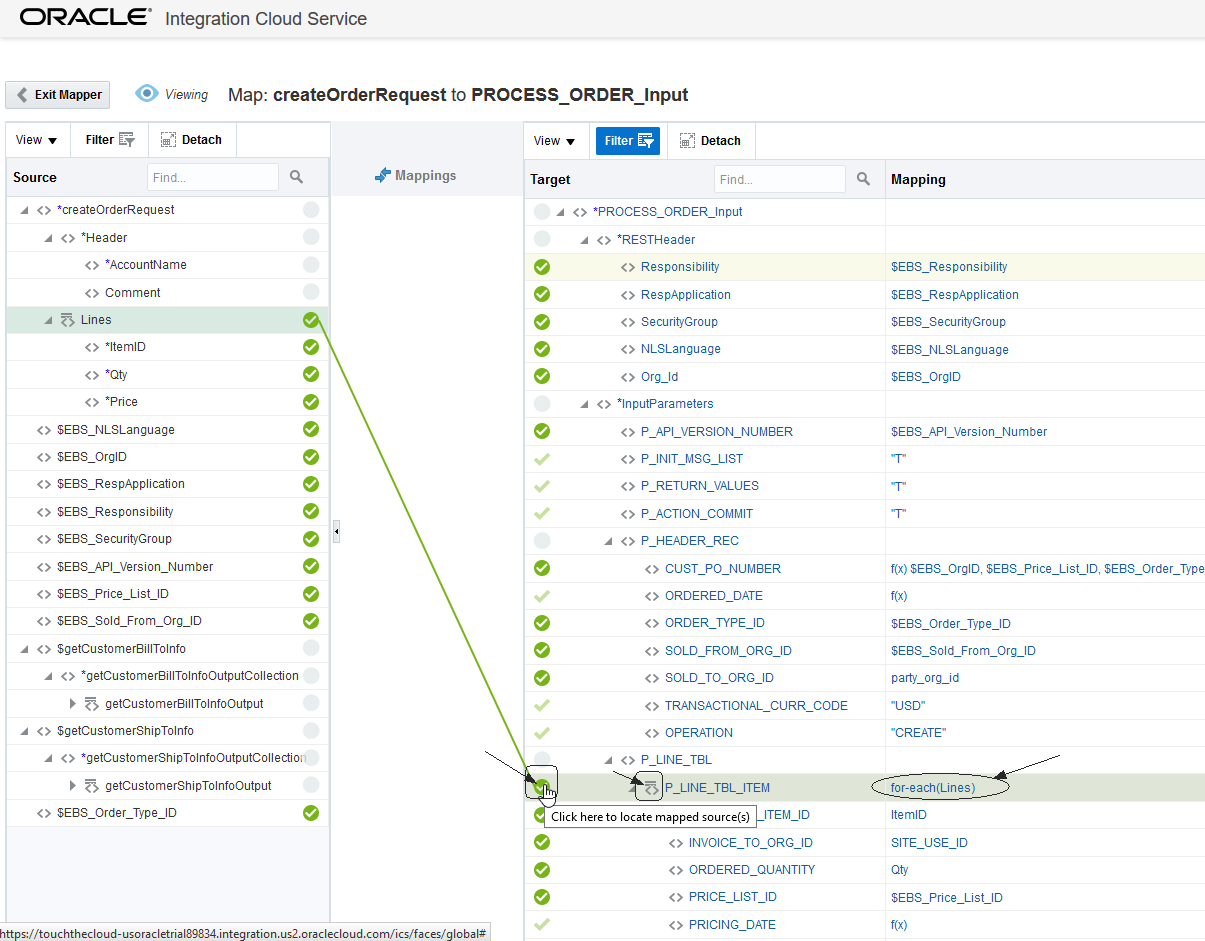 ORACLE® Integration Cloud Service
Exit Mapper
Viewing
Map: createOrderRequest to PROCESS_ORDER_Input
View
Filter
Detach
Source
Find...
*createOrderRequest
*Header
*AccountName
Comment
Lines
*ItemID
*Qty
*Price
$EBS_NLSLanguage
$EBS_OrgID
$EBS_RespApplication
$EBS_Responsibility
$EBS_SecurityGroup
$EBS_API_Version_Number
$EBS_Price_List_ID
$EBS_Sold_From_Org_ID
$getCustomerBillToInfo
*getCustomerBillToInfoOutputCollection
getCustomerBillToInfoOutput
$getCustomerShipToInfo
*getCustomerShipToInfoOutputCollection
getCustomerShipToInfoOutput
$EBS_Order_Type_ID
Mappings
View
Filter
Detach
Target
Find...
Mapping
*PROCESS_ORDER_Input
*RESTHeader
Responsibility $EBS_Responsibility
RespApplication $EBS_RespApplication
SecurityGroup $EBS_SecurityGroup
NLSLanguage $EBS_NLSLanguage
Org_Id $EBS_OrgID
*InputParameters
P_API_VERSION_NUMBER $EBS_API_Version_Number
P_INIT_MSG_LIST "T"
P_RETURN_VALUES "T"
P_ACTION_COMMIT "T"
P_HEADER_REC
CUST_PO_NUMBER f(x) $EBS_OrgID, $EBS_Price_List_ID, $EBS_Order_Type
ORDERED_DATE f(x)
ORDER_TYPE_ID $EBS_Order_Type_ID
SOLD_FROM_ORG_ID $EBS_Sold_From_Org_ID
SOLD_TO_ORG_ID party_org_id
TRANSACTIONAL_CURR_CODE "USD"
OPERATION "CREATE"
P_LINE_TBL
P_LINE_TBL_ITEM for-each(Lines)
Click here to locate mapped source(s)
_ITEM_ID ItemID
INVOICE_TO_ORG_ID SITE_USE_ID
ORDERED_QUANTITY Qty
PRICE_LIST_ID $EBS_Price_List_ID
PRICING_DATE f(x)
https://touchthecloud-usoracletrial89834.integration.us2.oraclecloud.com/ics/faces/global#